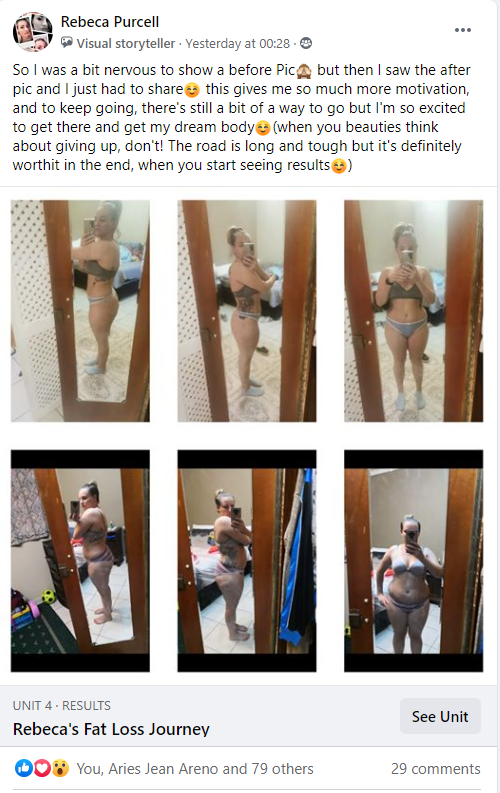 Rebeca Purcell
Visual storyteller · Yesterday at 00:28 ·
So I was a bit nervous to show a before Pic🙈 but then I saw the after
pic and I just had to share😊 this gives me so much more motivation,
and to keep going, there's still a bit of a way to go but I'm so excited
to get there and get my dream body😊(when you beauties think
about giving up, don't! The road is long and tough but it's definitely
worthit in the end, when you start seeing results😊)
UNIT 4 · RESULTS
Rebeca's Fat Loss Journey
See Unit
You, Aries Jean Areno and 79 others
29 comments